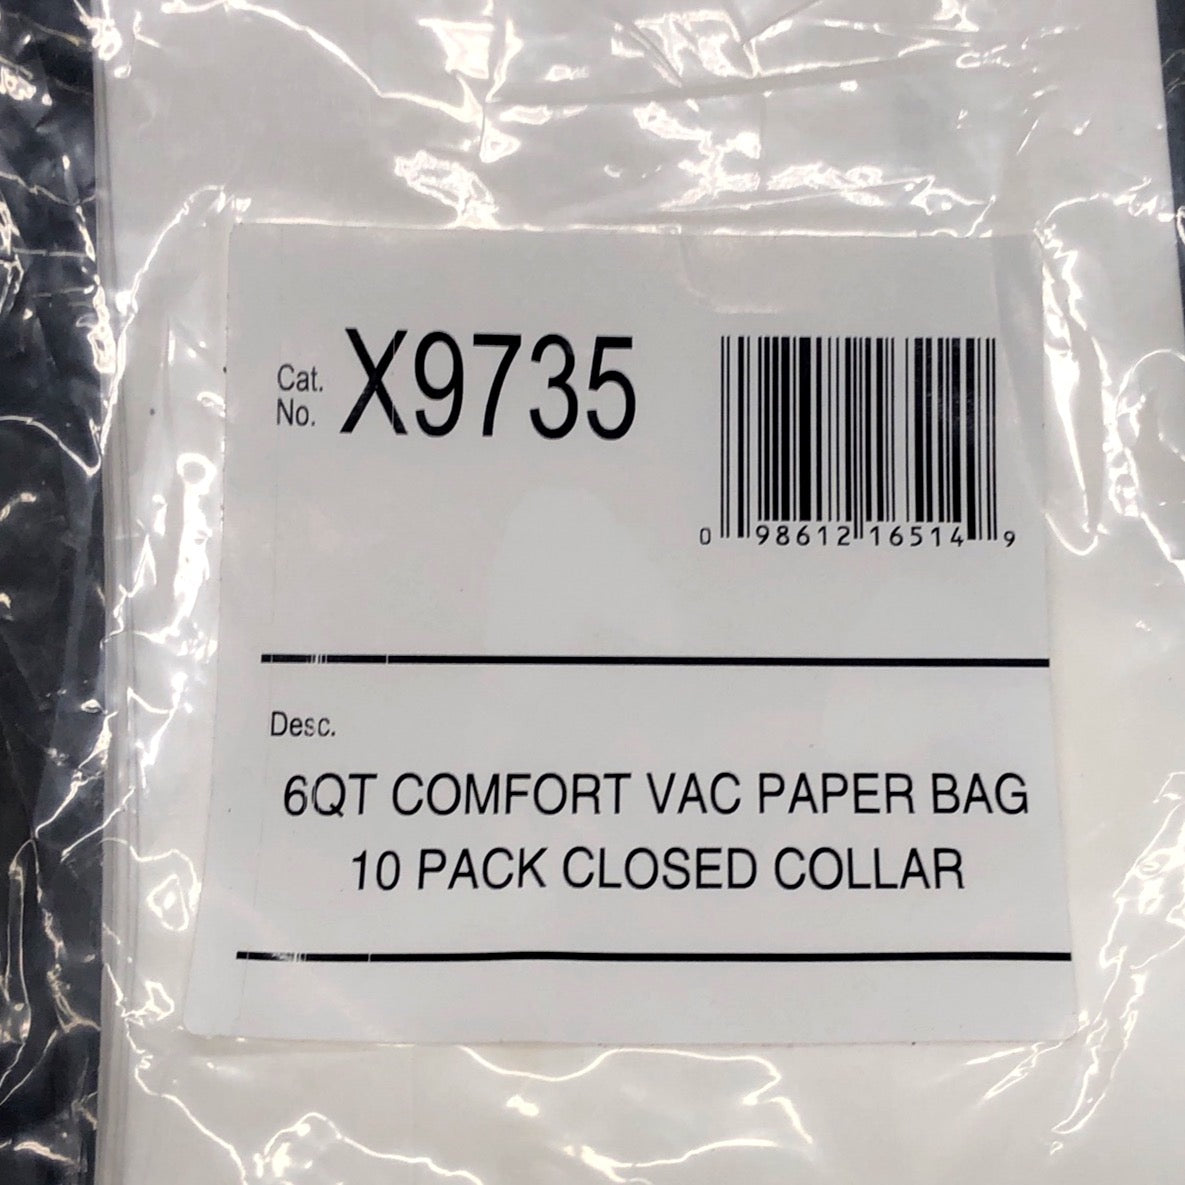 Cat.
No. X9735
0 98612 16514 9
Desc.
6QT COMFORT VAC PAPER BAG
10 PACK CLOSED COLLAR